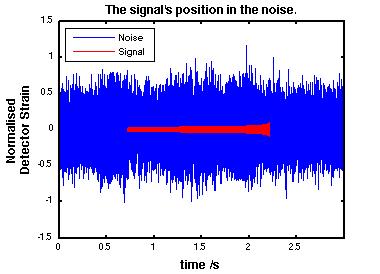 The signal's position in the noise.
Noise
Signal
Normalised
Detector Strain
1.5
1
0.5
0
-0.5
-1
-1.5
0 0.5 1 1.5 2 2.5
time /s